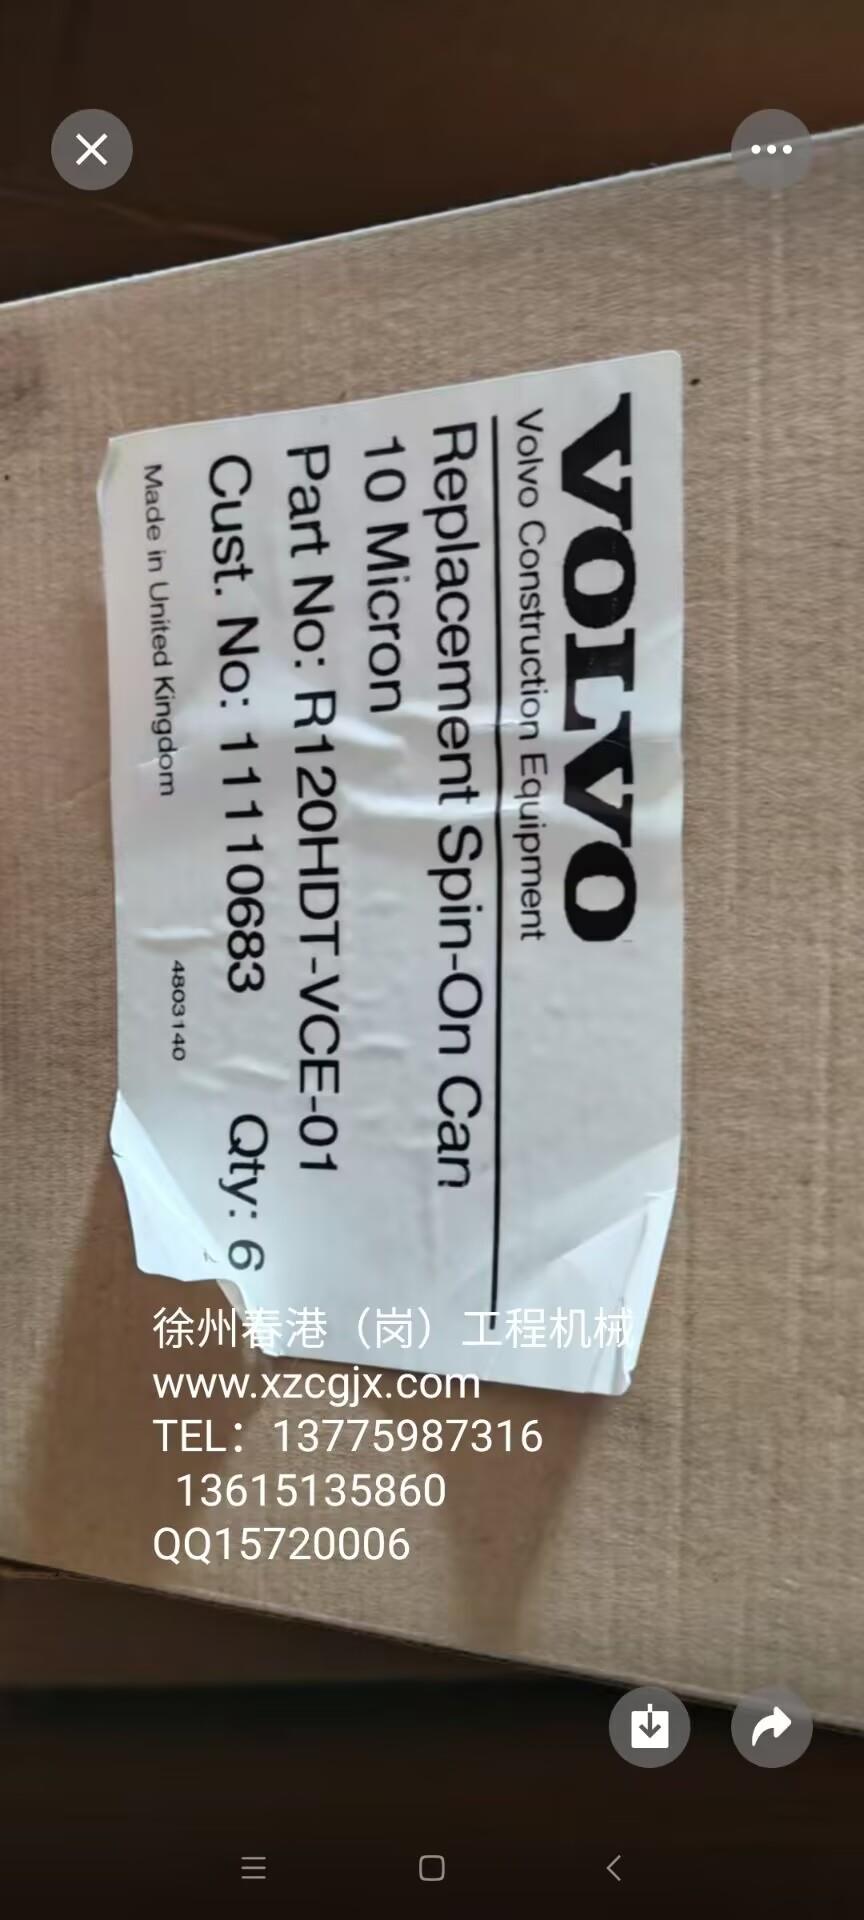 VOLVO
Volvo Construction Equipment
Replacement Spin-On Can
10 Micron
Part No: R120HDT-VCE-01
Cust. No: 11110683 Qty: 6
Made in United Kingdom 4803140
徐州春港（岗）工程机械
www.xzcgjx.com
TEL：13775987316
13615135860
QQ15720006